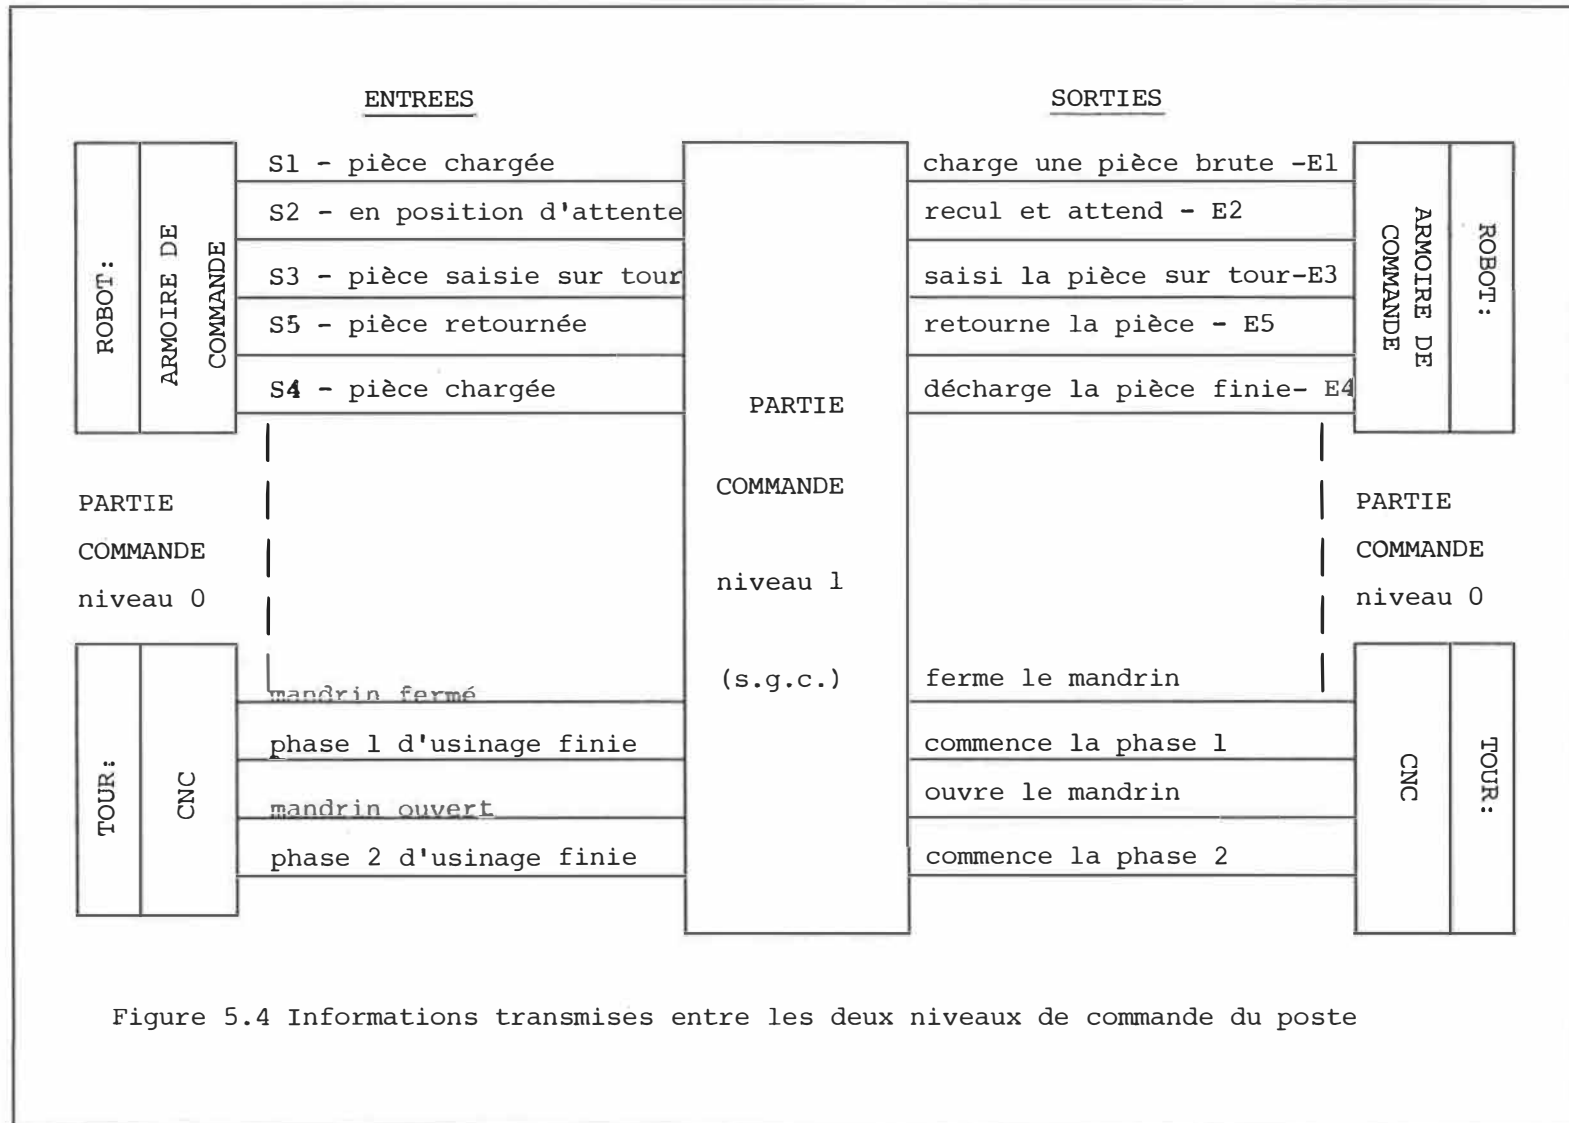 ENTREES
SORTIES
ROBOT:
ARMOIRE DE
COMMANDE
S1 - pièce chargée
S2 - en position d'attente
S3 - pièce saisie sur tour
S5 - pièce retournée
S4 - pièce chargée
PARTIE
COMMANDE
niveau 1
(s.g.c.)
charge une pièce brute -E1
recul et attend - E2
saisi la pièce sur tour-E3
retourne la pièce - E5
décharge la pièce finie- E4
ARMOIRE DE
COMMANDE
ROBOT:
PARTIE
COMMANDE
niveau 0
PARTIE
COMMANDE
niveau 0
TOUR:
CNC
mandrin fermé
phase 1 d'usinage finie
mandrin ouvert
phase 2 d'usinage finie
ferme le mandrin
commence la phase 1
ouvre le mandrin
commence la phase 2
CNC
TOUR:
Figure 5.4 Informations transmises entre les deux niveaux de commande du poste